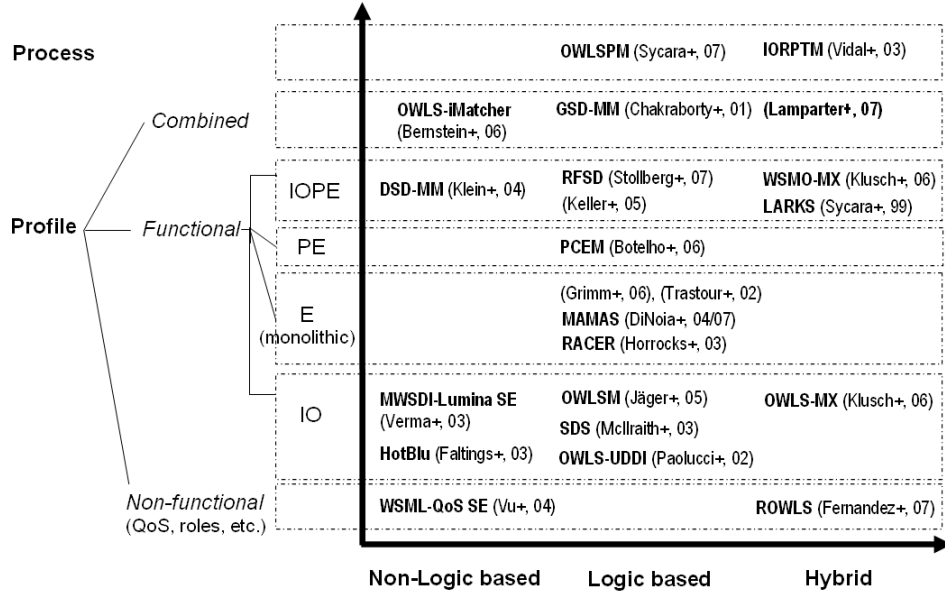 Process
OWLSPM (Sycara+, 07)
IORPTM (Vidal+, 03)
Combined
OWLS-iMatcher
(Bernstein+, 06)
GSD-MM (Chakraborty+, 01)
(Lamparter+, 07)
Profile
Functional
IOPE
DSD-MM (Klein+, 04)
RFSD (Stollberg+, 07)
(Keller+, 05)
WSMO-MX (Klusch+, 06)
LARKS (Sycara+, 99)
PE
PCEM (Botelho+, 06)
E
(monolithic)
(Grimm+, 06), (Trastour+, 02)
MAMAS (DiNoia+, 04/07)
RACER (Horrocks+, 03)
IO
MWSDI-Lumina SE
(Verma+, 03)
HotBlu (Faltings+, 03)
OWLSM (Jäger+, 05)
SDS (McIlraith+, 03)
OWLS-UDDI (Paolucci+, 02)
OWLS-MX (Klusch+, 06)
Non-functional
(QoS, roles, etc.)
WSML-QoS SE (Vu+, 04)
ROWLS (Fernandez+, 07)
Non-Logic based
Logic based
Hybrid